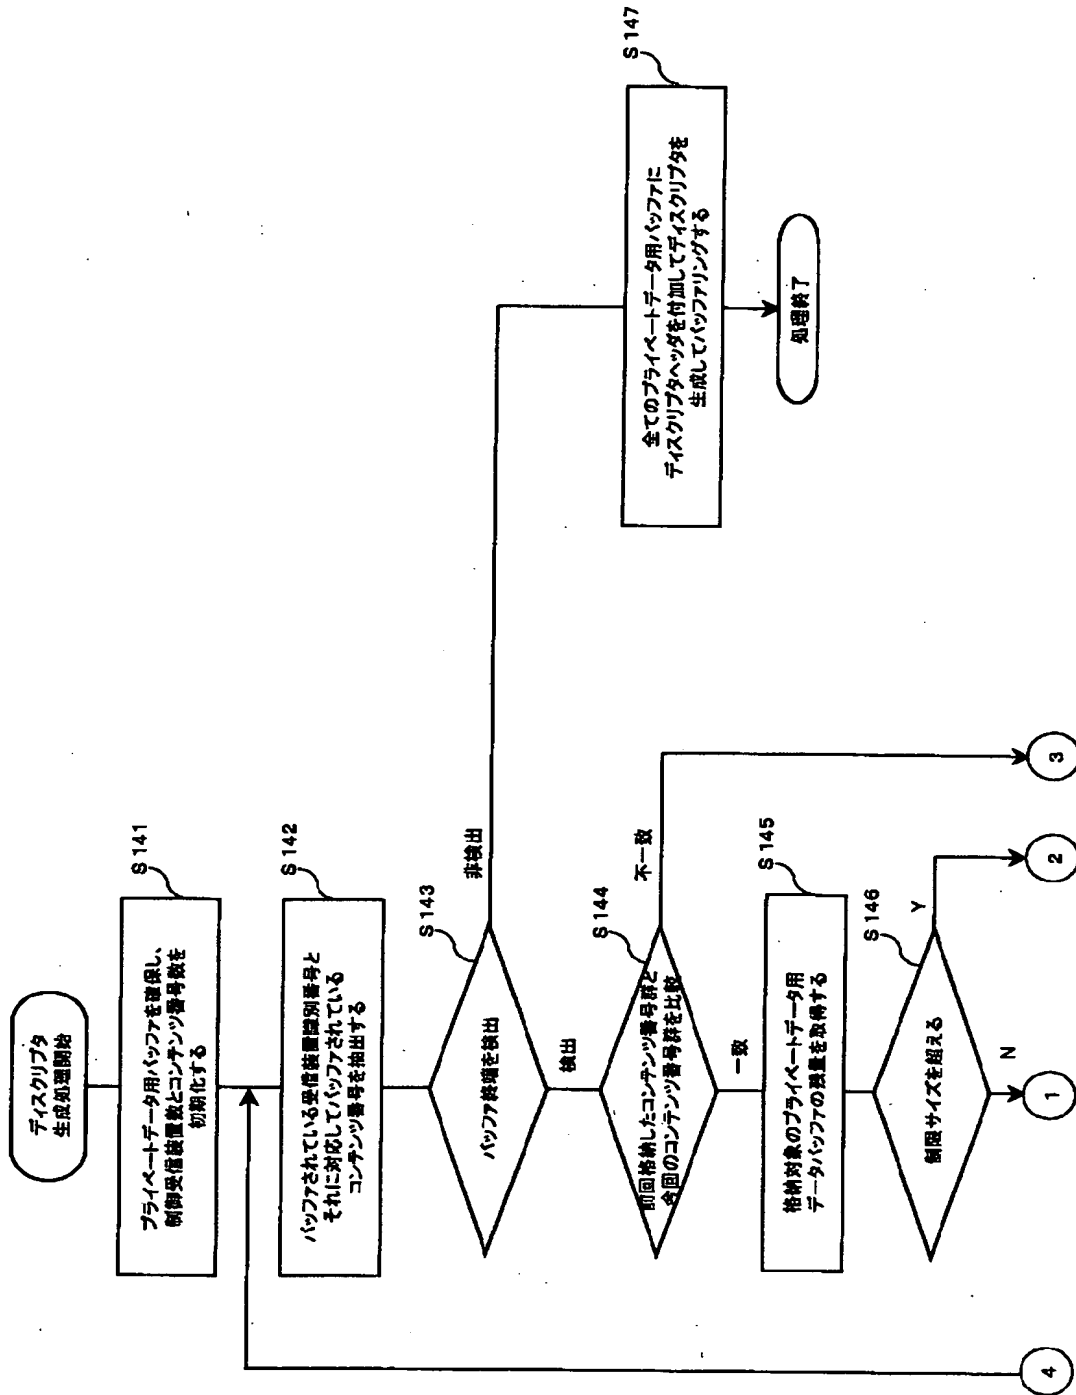 ディスクリプタ
生成処理開始
S141
プライベートデータ用バッファを確保し、
制御受信装置数とコンテンツ番号数を
初期化する
S142
バッファされている受信装置識別番号と
それに対応してバッファされている
コンテンツ番号を抽出する
S143
バッファ終端を検出
非検出
検出
S144
前回格納したコンテンツ番号群と
今回のコンテンツ番号群を比較
不一致
一致
S145
格納対象のプライベートデータ用
データバッファの残量を取得する
S146
制限サイズを超える
Y
N
S147
全てのプライベートデータ用バッファに
ディスクリプタヘッダを付加してディスクリプタを
生成してバッファリングする
処理終了
4
1
2
3